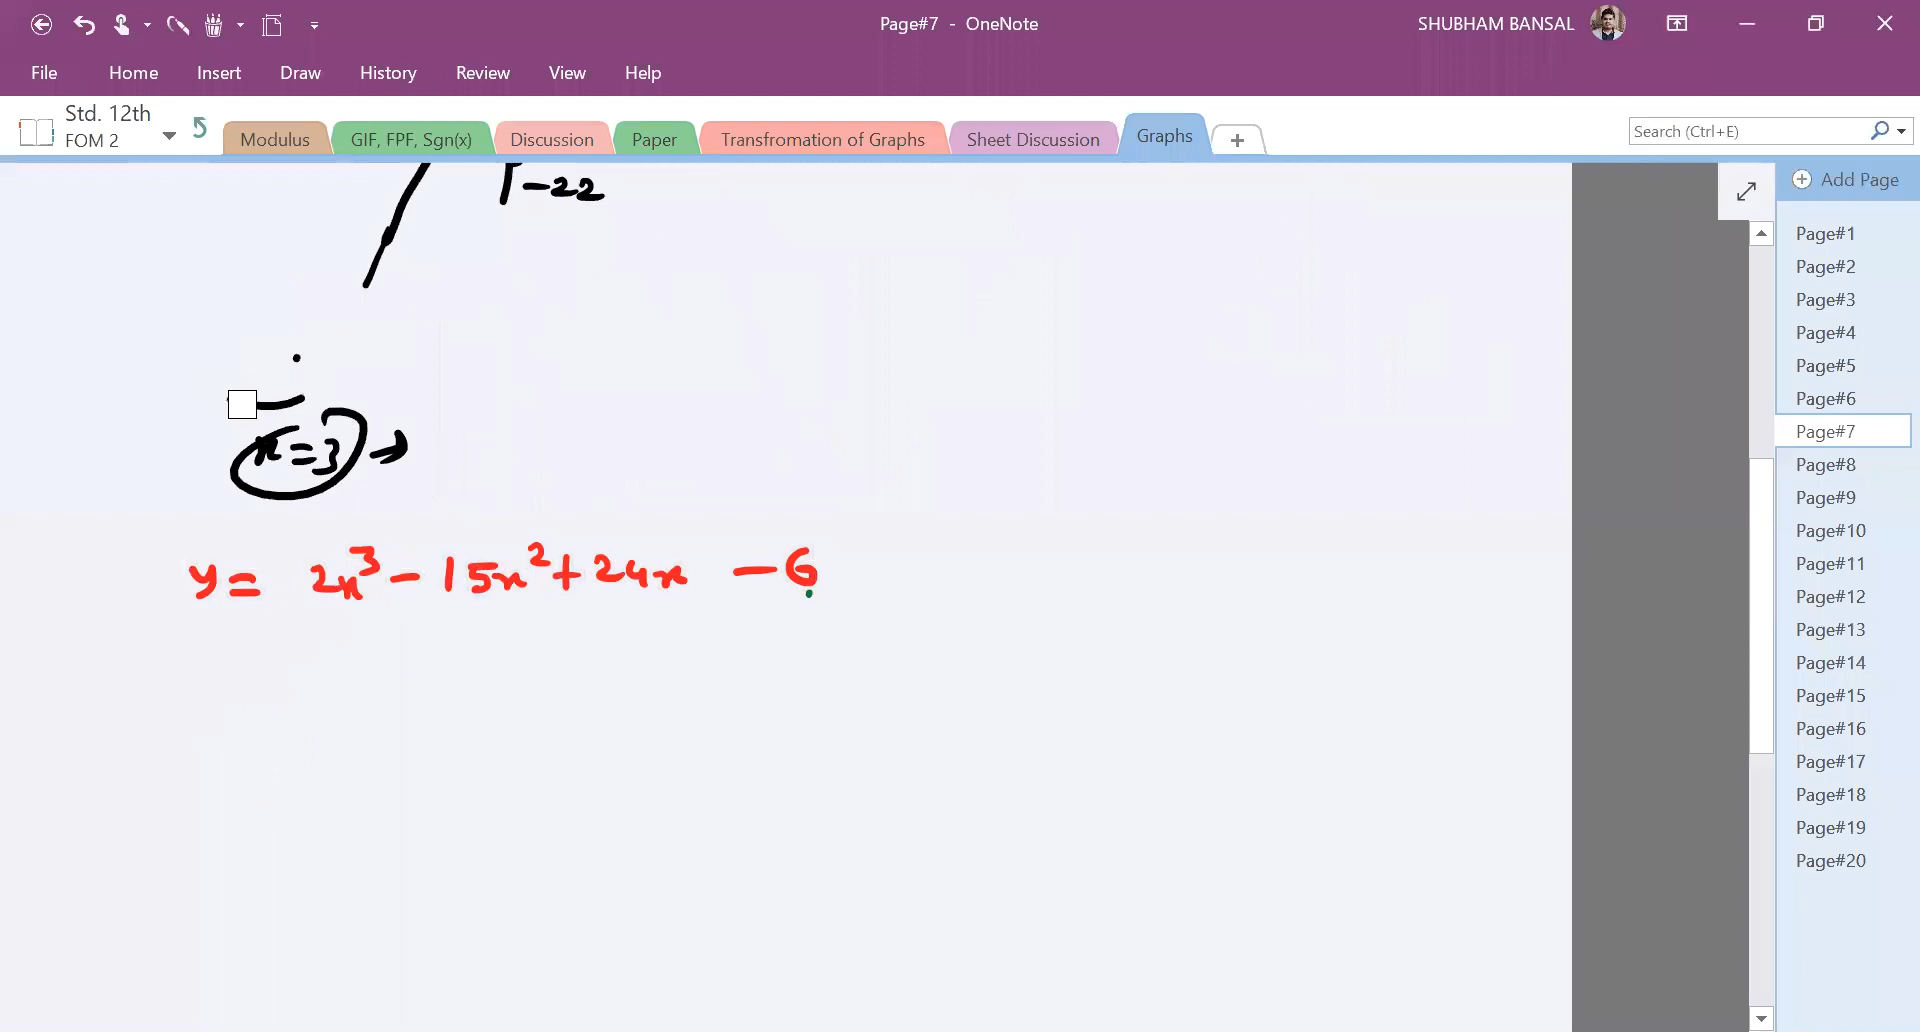 Page#7 - OneNote
SHUBHAM BANSAL
File Home Insert Draw History Review View Help
Std. 12th
FOM 2
Modulus
GIF, FPF, Sgn(x)
Discussion
Paper
Transfromation of Graphs
Sheet Discussion
Graphs
+
Search (Ctrl+E)
Add Page
Page#1
Page#2
Page#3
Page#4
Page#5
Page#6
Page#7
Page#8
Page#9
Page#10
Page#11
Page#12
Page#13
Page#14
Page#15
Page#16
Page#17
Page#18
Page#19
Page#20
-22
x=3 →
y = 2x³ - 15x² + 24x - 6